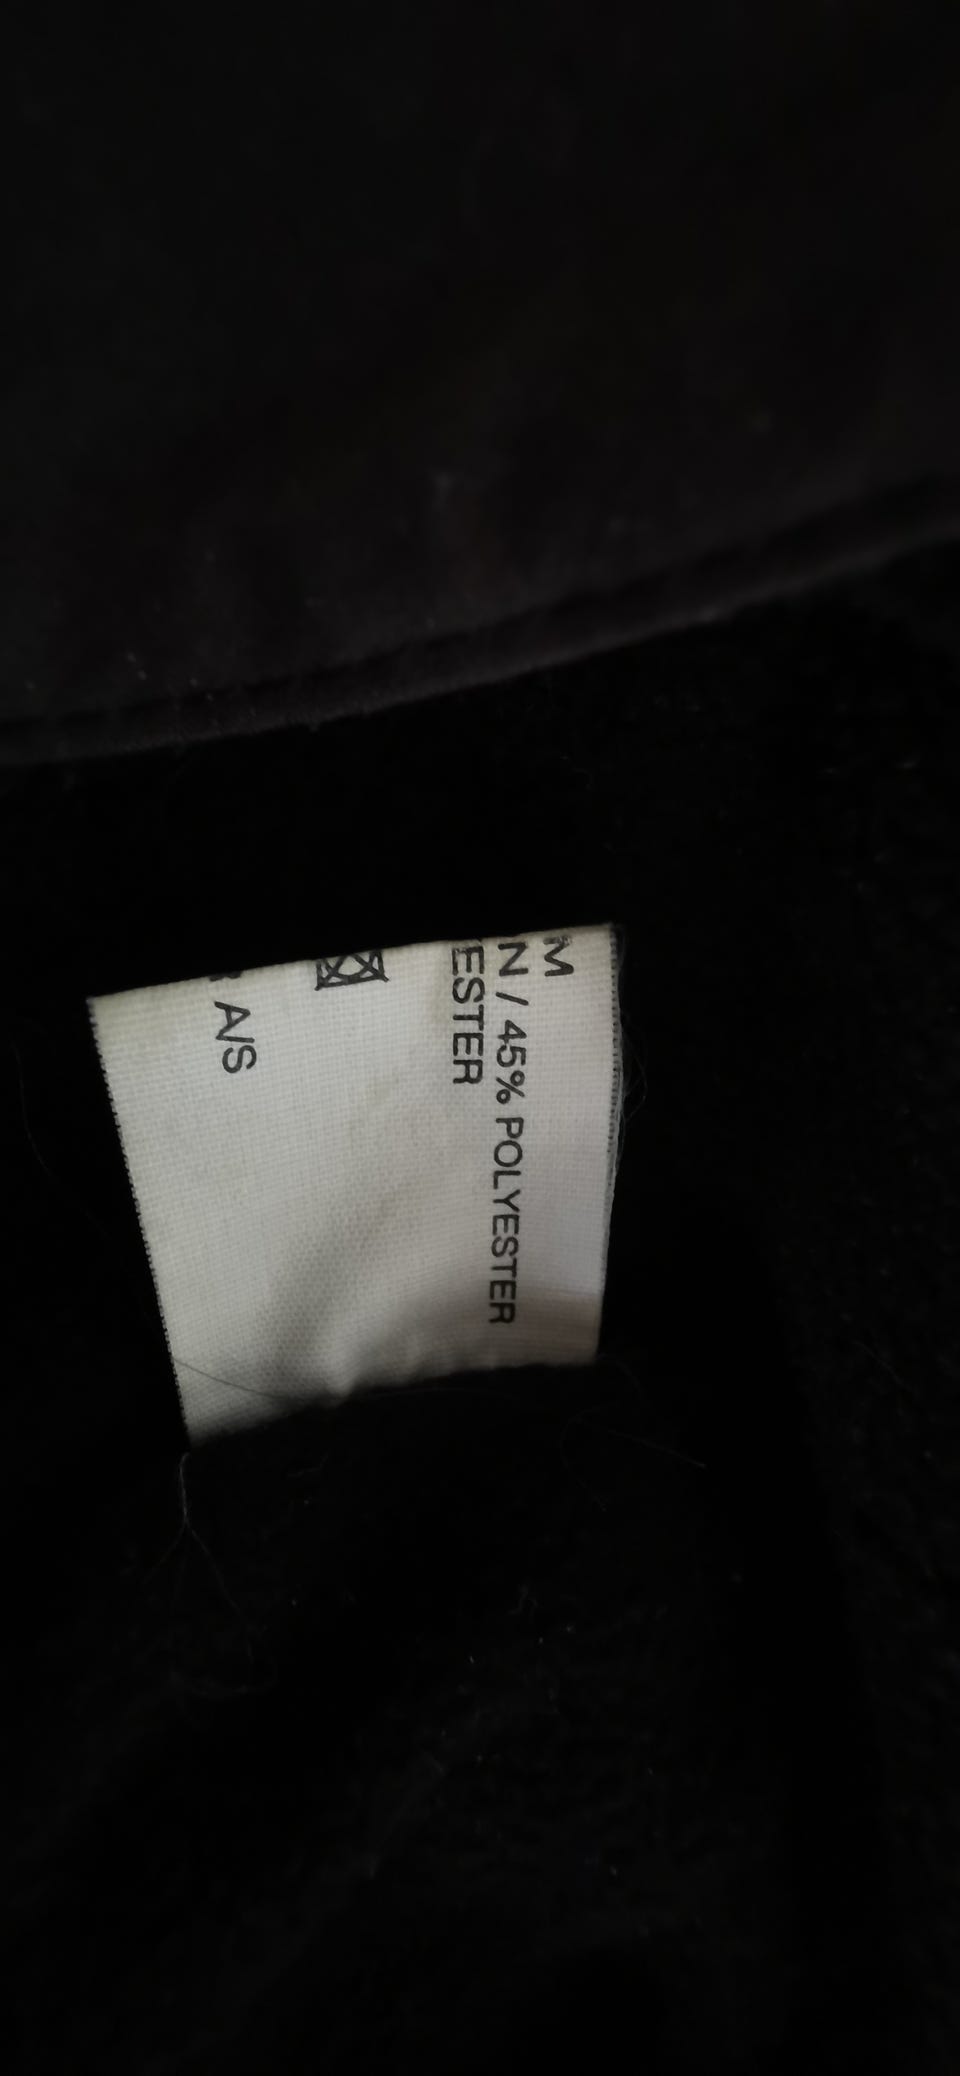 M
N / 45% POLYESTER
ESTER
A/S